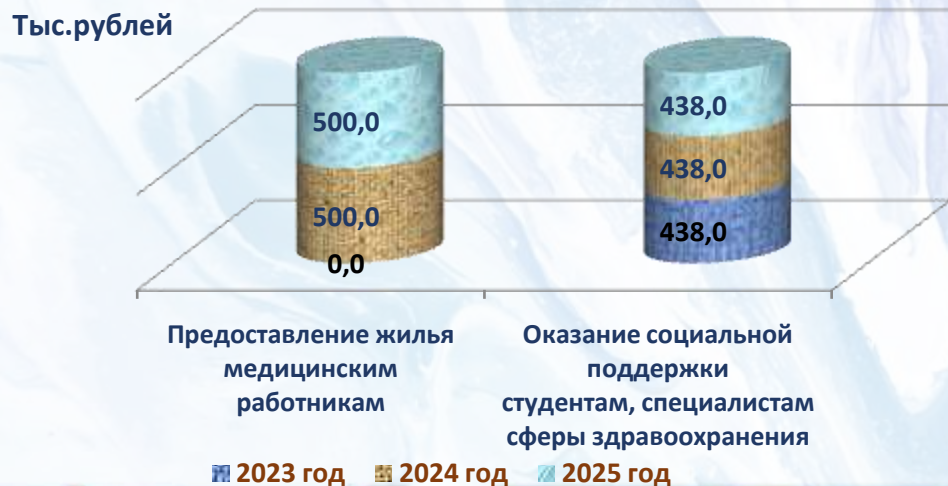 Тыс.рублей
500,0
438,0
438,0
500,0
438,0
0,0
Предоставление жилья
медицинским
работникам
Оказание социальной
поддержки
студентам, специалистам
сферы здравоохранения
2023 год 2024 год 2025 год